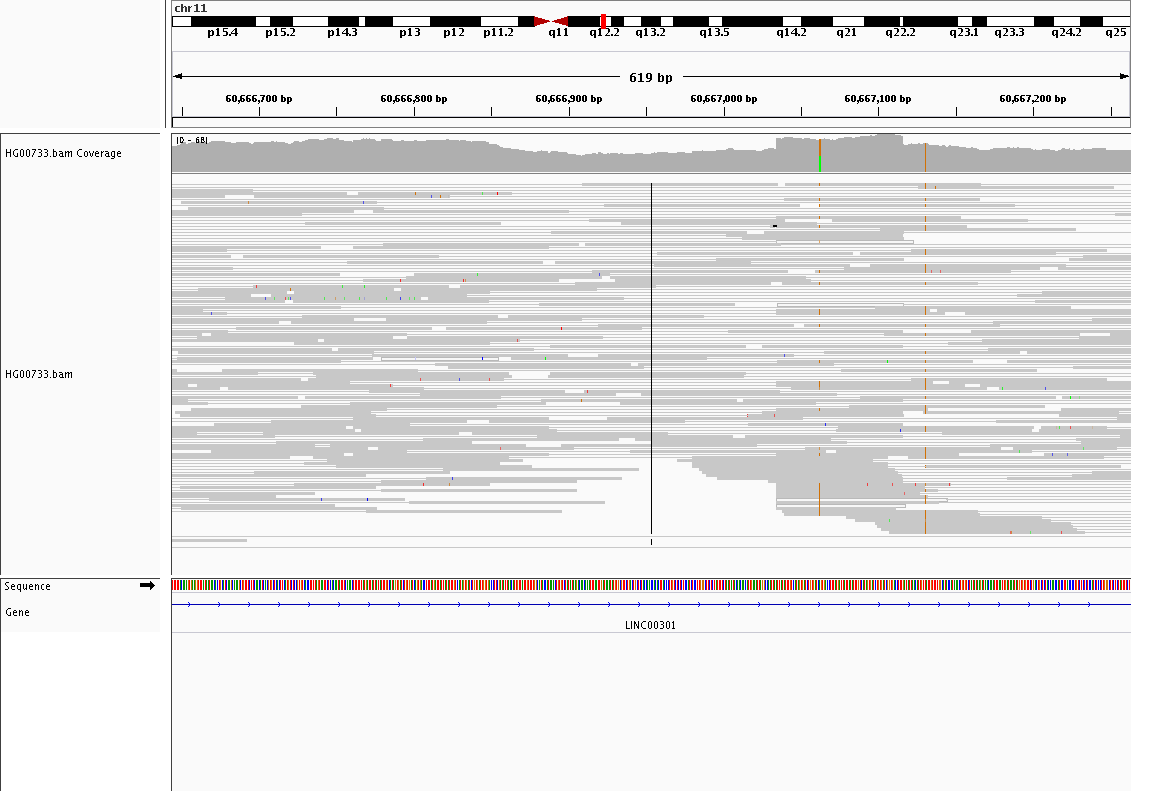 chr11
p15.4 p15.2 p14.3 p13 p12 p11.2 q11 q12.2 q13.2 q13.5 q14.2 q21 q22.2 q23.1 q23.3 q24.2 q25
619 bp
60,666,700 bp 60,666,800 bp 60,666,900 bp 60,667,000 bp 60,667,100 bp 60,667,200 bp
HG00733.bam Coverage
[0 - 68]
HG00733.bam
Sequence
Gene
LINC00301